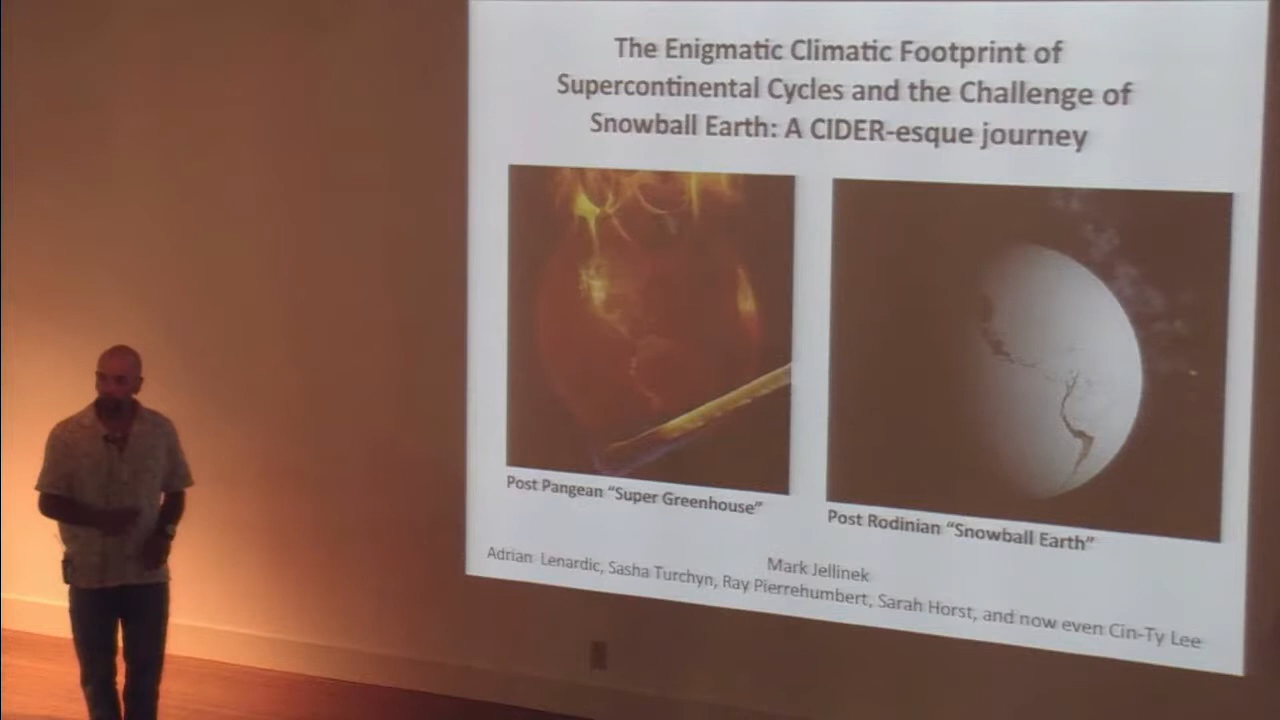 The Enigmatic Climatic Footprint of
Supercontinental Cycles and the Challenge of
Snowball Earth: A CIDER-esque journey
Post Pangean “Super Greenhouse”
Post Rodinian “Snowball Earth”
Mark Jellinek
Adrian Lenardic, Sasha Turchyn, Ray Pierrehumbert, Sarah Horst, and now even Cin-Ty Lee